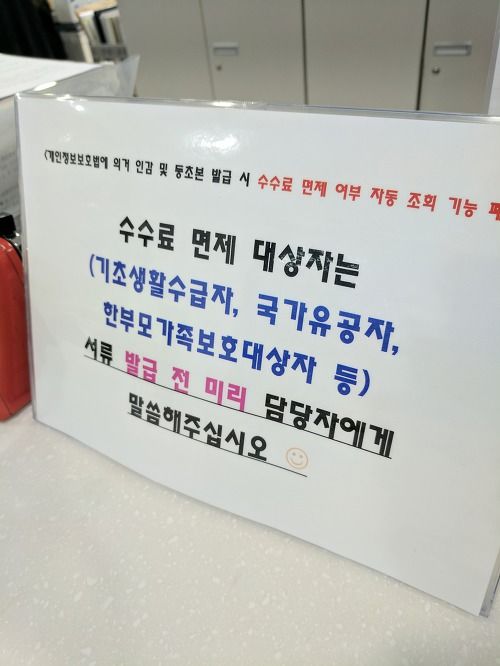 <개인정보보호법에 의거 인감 및 등초본 발급 시 수수료 면제 여부 자동 조회 기능
수수료 면제 대상자는
(기초생활수급자, 국가유공자,
한부모가족보호대상자 등)
서류 발급 전 미리 담당자에게
말씀해주십시오